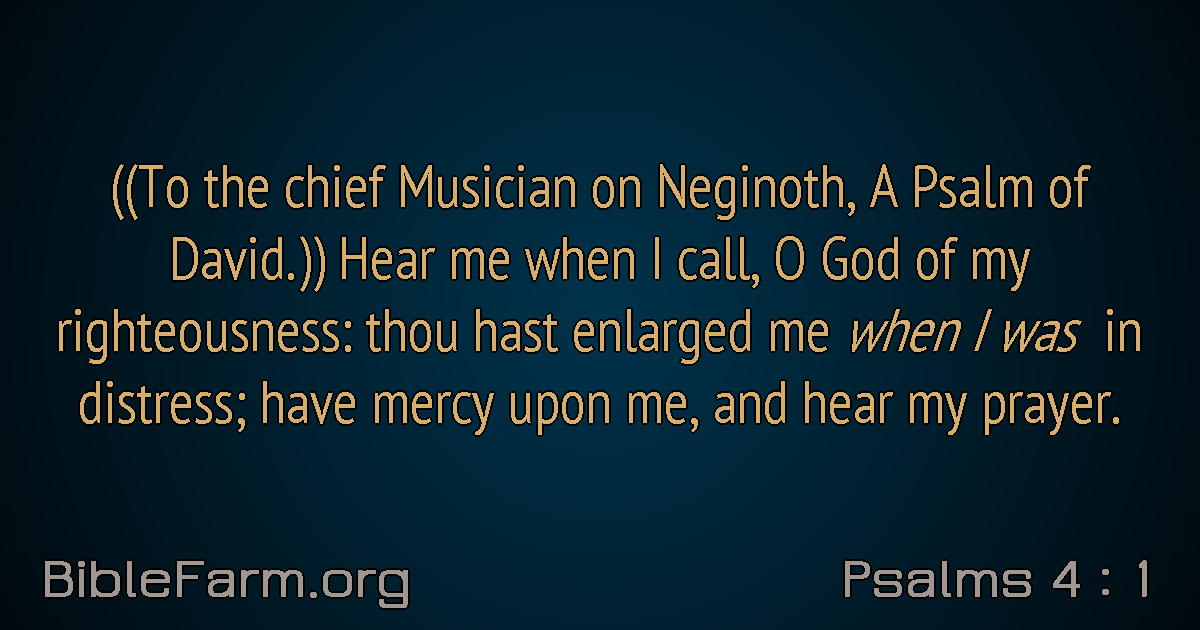 ((To the chief Musician on Neginoth, A Psalm of
David.)) Hear me when I call, O God of my
righteousness: thou hast enlarged me when I was in
distress; have mercy upon me, and hear my prayer.
BibleFarm.org
Psalms 4 : 1